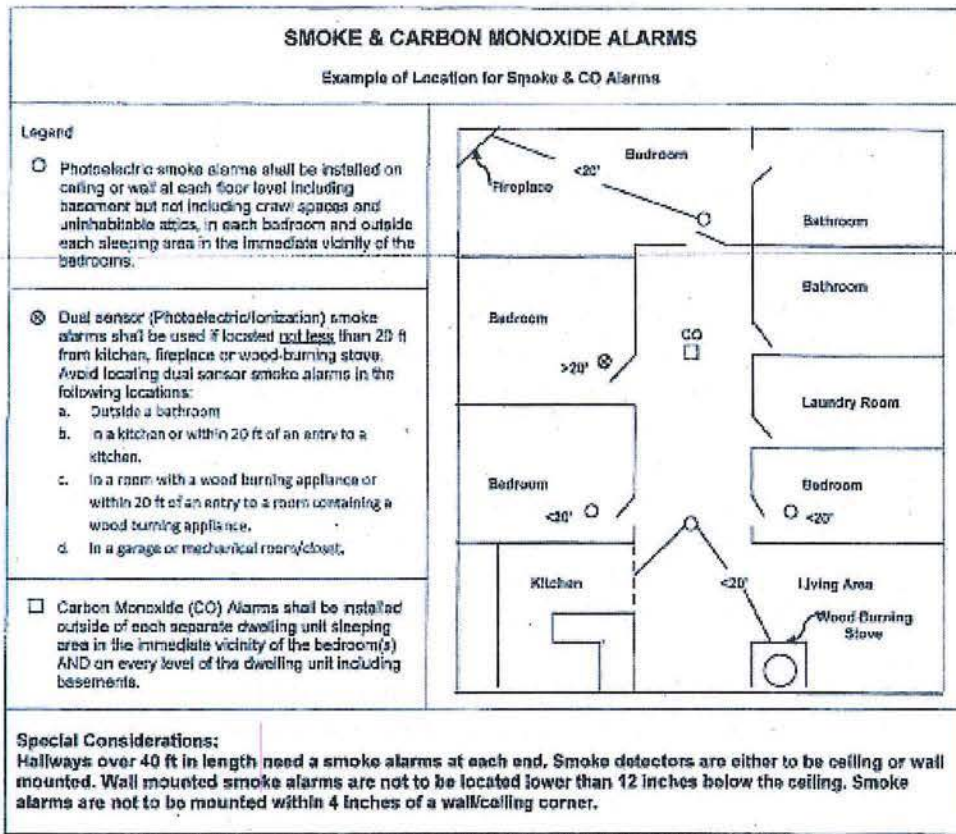 SMOKE & CARBON MONOXIDE ALARMS
Example of Location for Smoke & CO Alarms
Legend
Photoelectric smoke alarms shall be installed on
ceiling or wall at each floor level including
basement but not including crawl spaces and
uninhabitable attics, in each bedroom and outside
each sleeping area in the immediate vicinity of the
bedrooms.
Dual sensor (Photoelectric/Ionization) smoke
alarms shall be used if located not less than 20 ft
from kitchen, fireplace or wood-burning stove.
Avoid locating dual sensor smoke alarms in the
following locations:
a. Outside a bathroom
b. In a kitchen or within 20 ft of an entry to a
kitchen.
c. In a room with a wood burning appliance or
within 20 ft of an entry to a room containing a
wood burning appliance.
d. In a garage or mechanical room/closet.
Carbon Monoxide (CO) Alarms shall be installed
outside of each separate dwelling unit sleeping
area in the immediate vicinity of the bedroom(s)
AND on every level of the dwelling unit including
basements.
Bedroom
<20'
Fireplace
Bathroom
Bathroom
Bedroom
CO
>20'
Laundry Room
Bedroom
<20'
Bedroom
<20'
Kitchen
<20'
Living Area
Wood Burning
Stove
Special Considerations:
Hallways over 40 ft in length need a smoke alarms at each end. Smoke detectors are either to be ceiling or wall
mounted. Wall mounted smoke alarms are not to be located lower than 12 inches below the ceiling. Smoke
alarms are not to be mounted within 4 inches of a wall/ceiling corner.